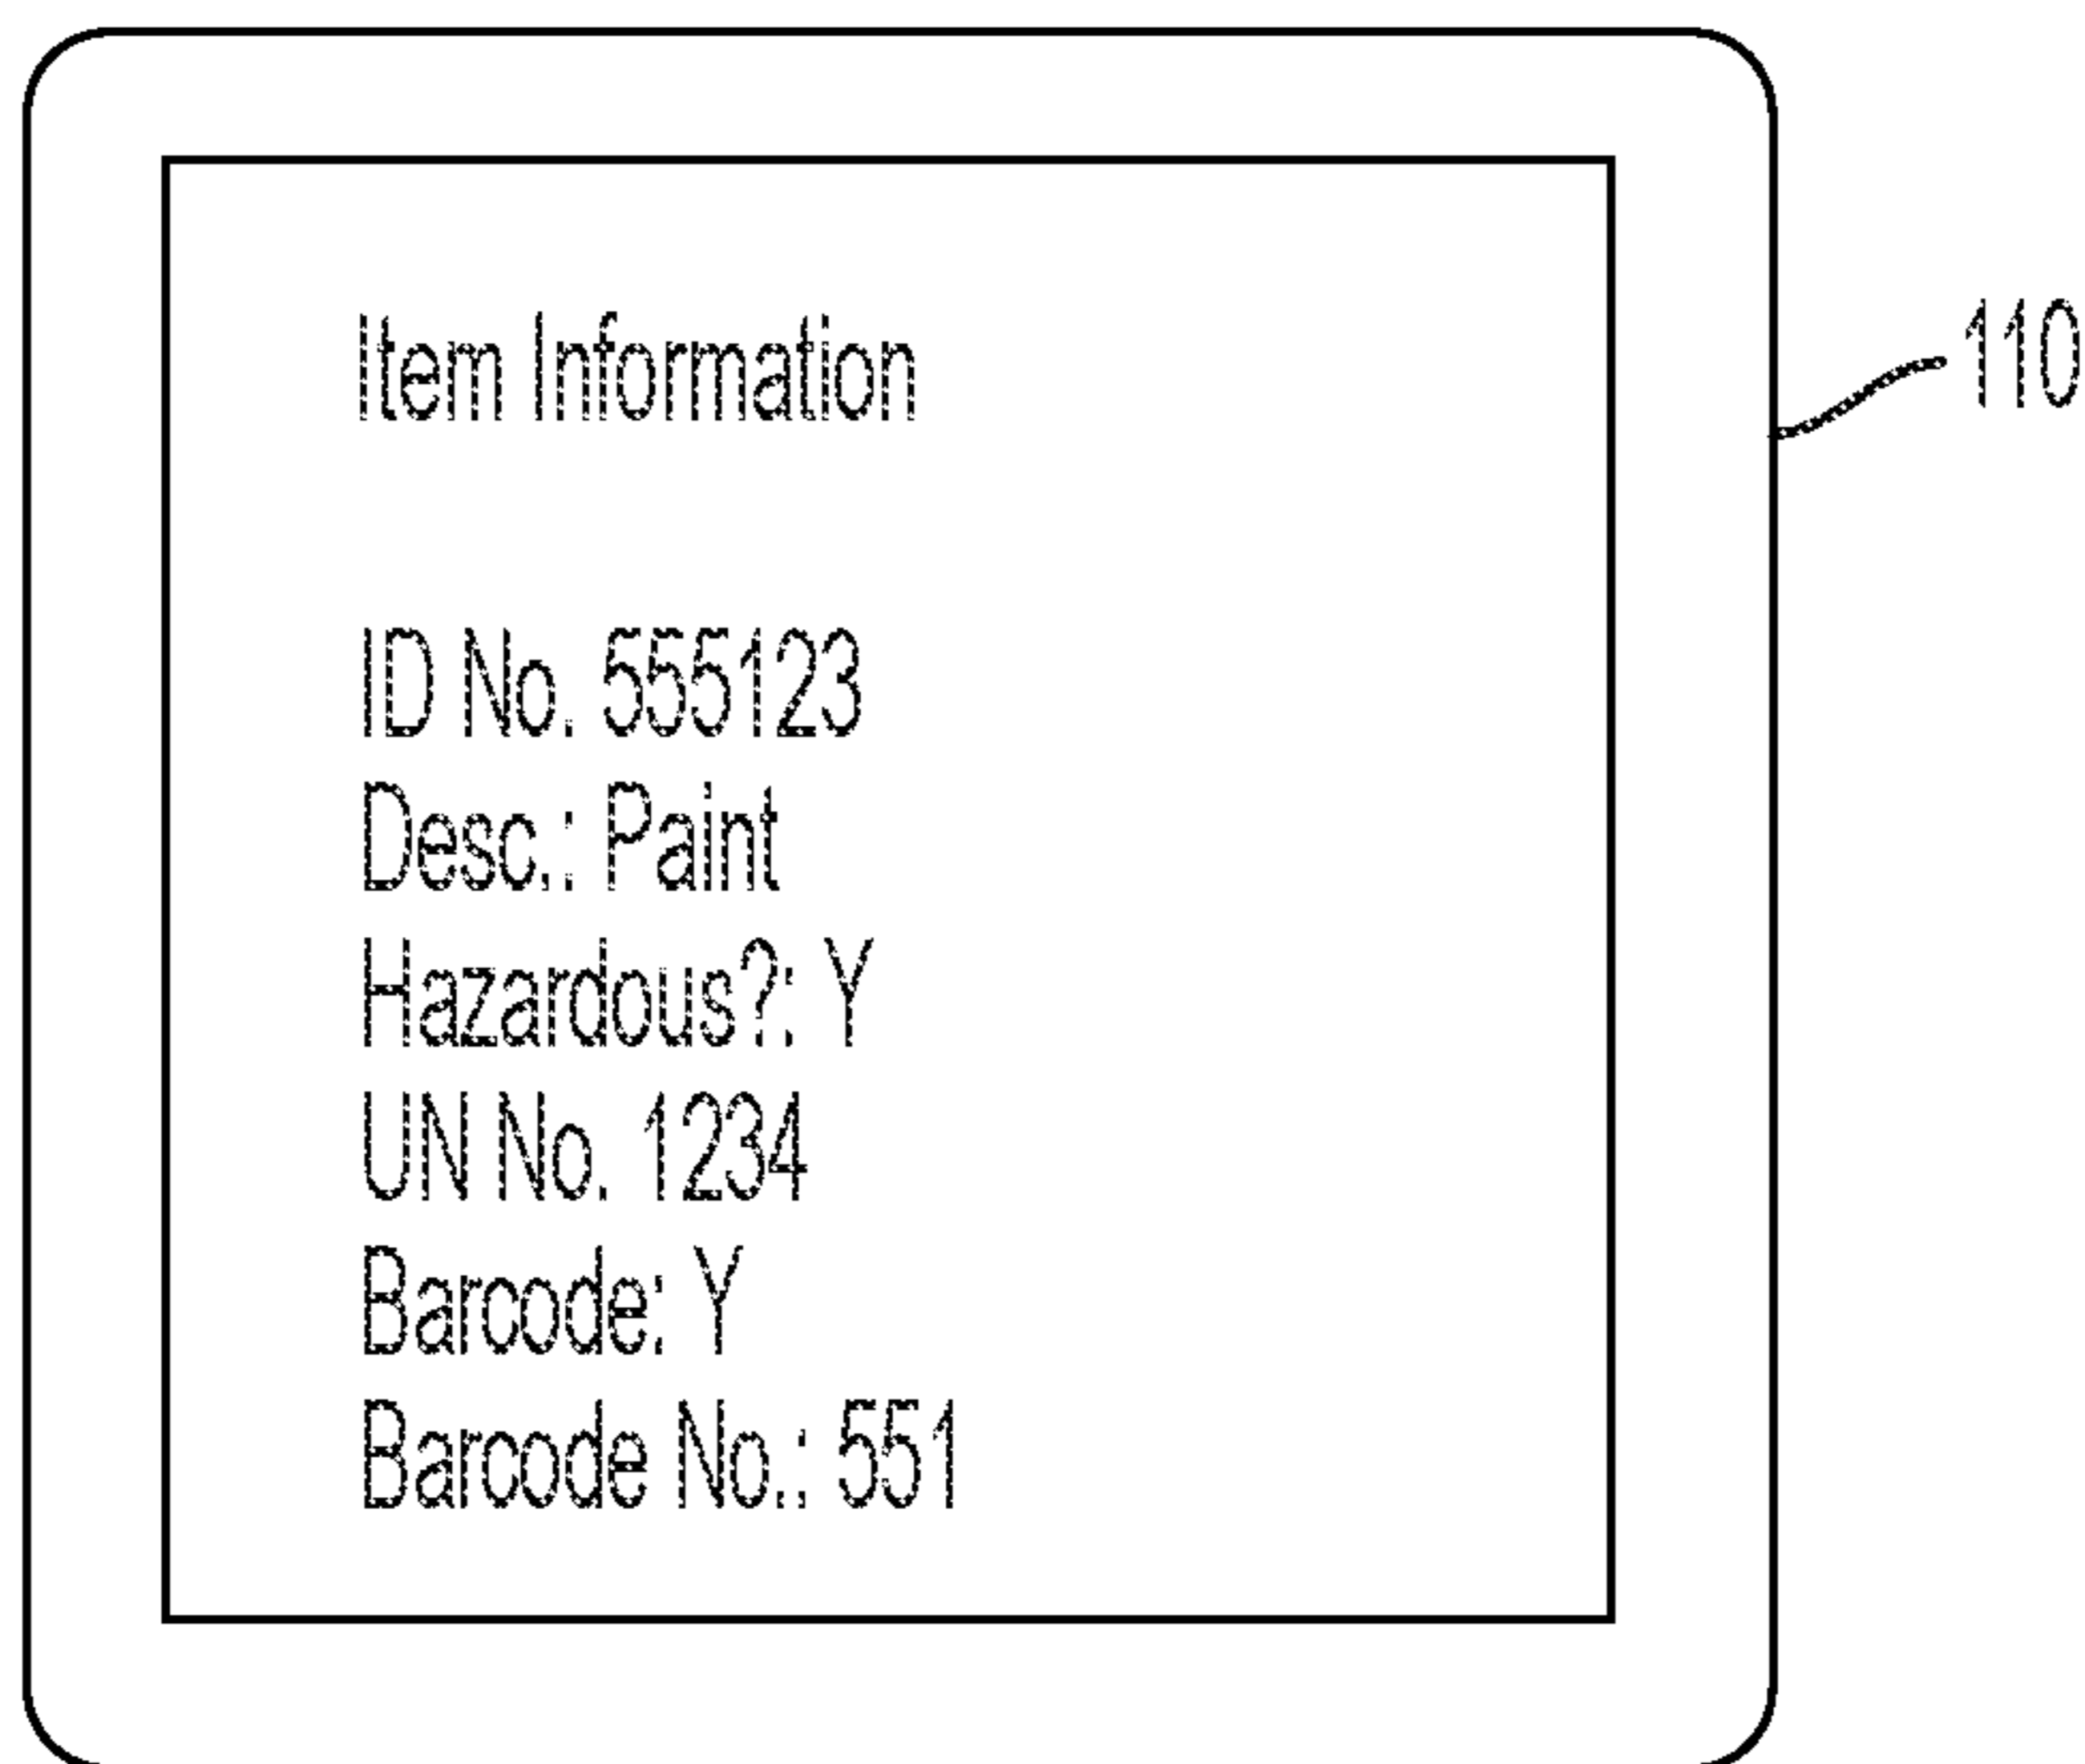 Item Information
110
ID No. 555123
Desc.: Paint
Hazardous?: Y
UN No. 1234
Barcode: Y
Barcode No.: 551